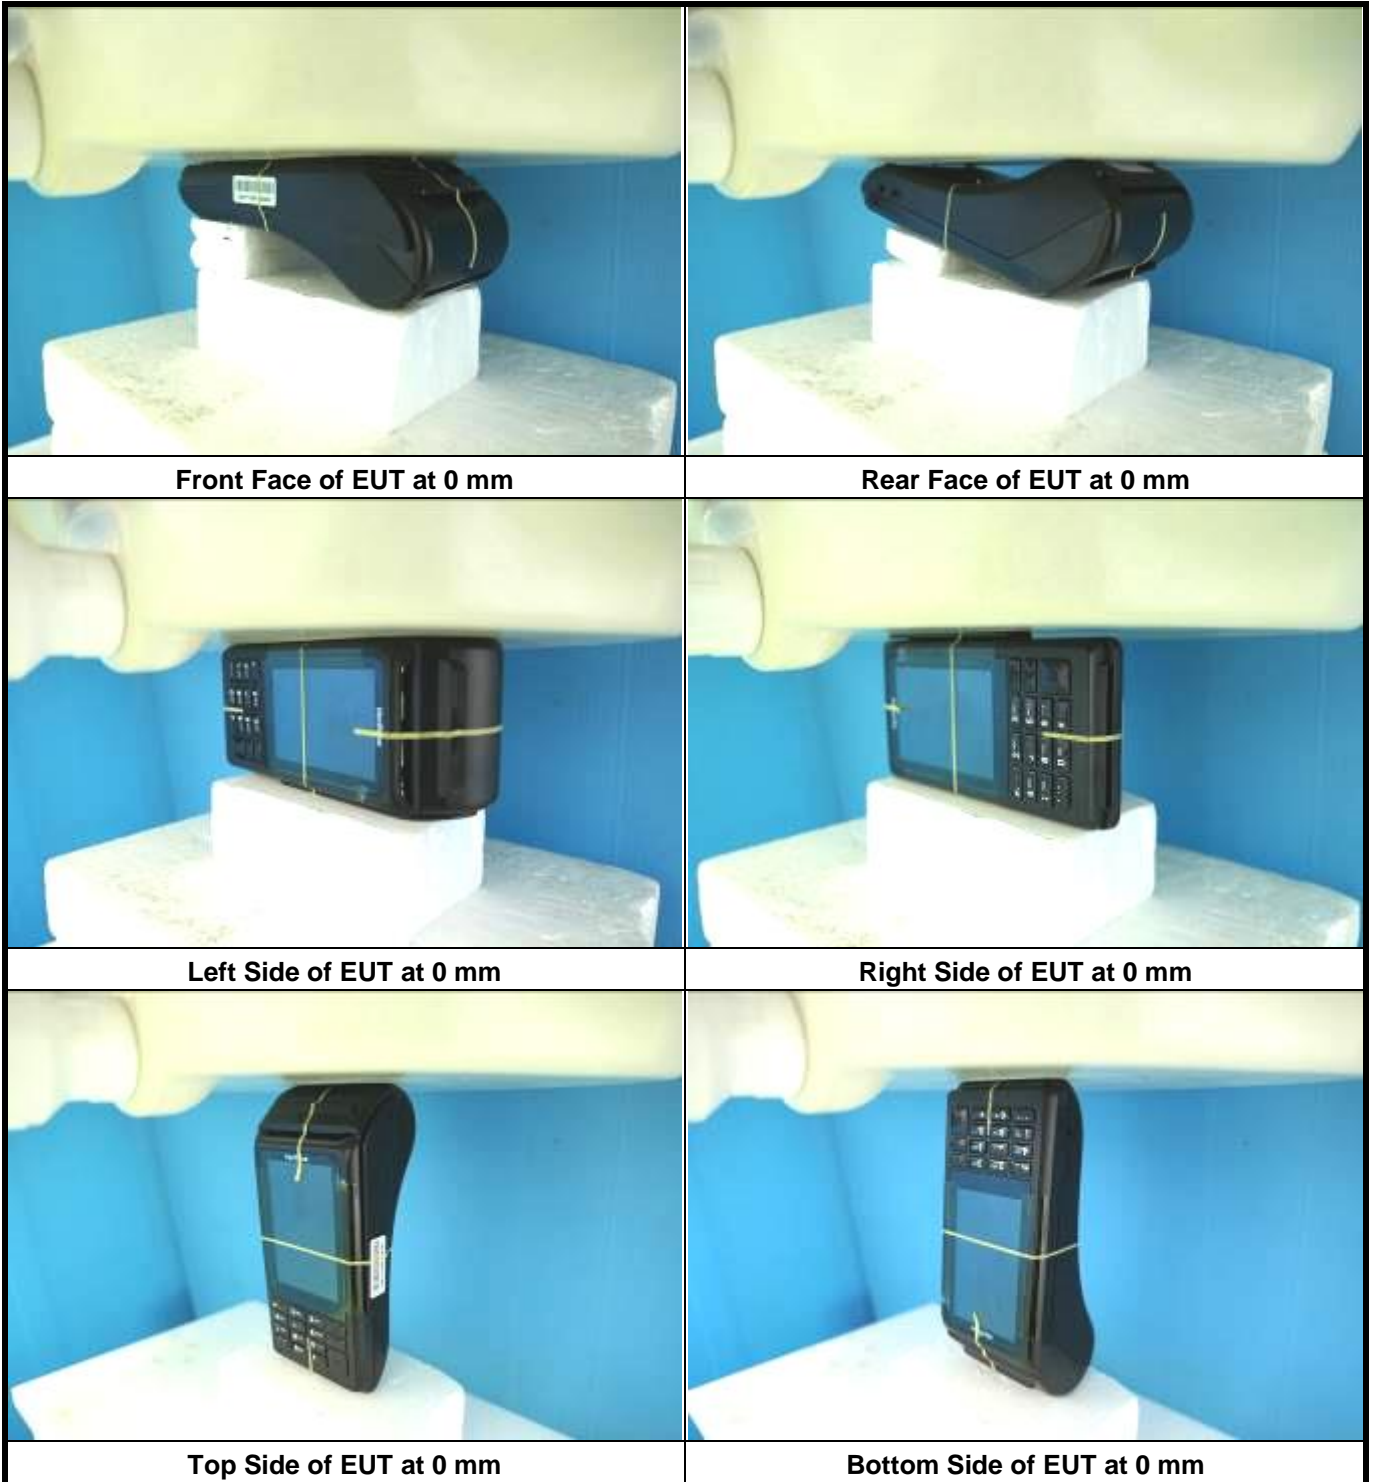 Front Face of EUT at 0 mm
Rear Face of EUT at 0 mm
Left Side of EUT at 0 mm
Right Side of EUT at 0 mm
Top Side of EUT at 0 mm
Bottom Side of EUT at 0 mm